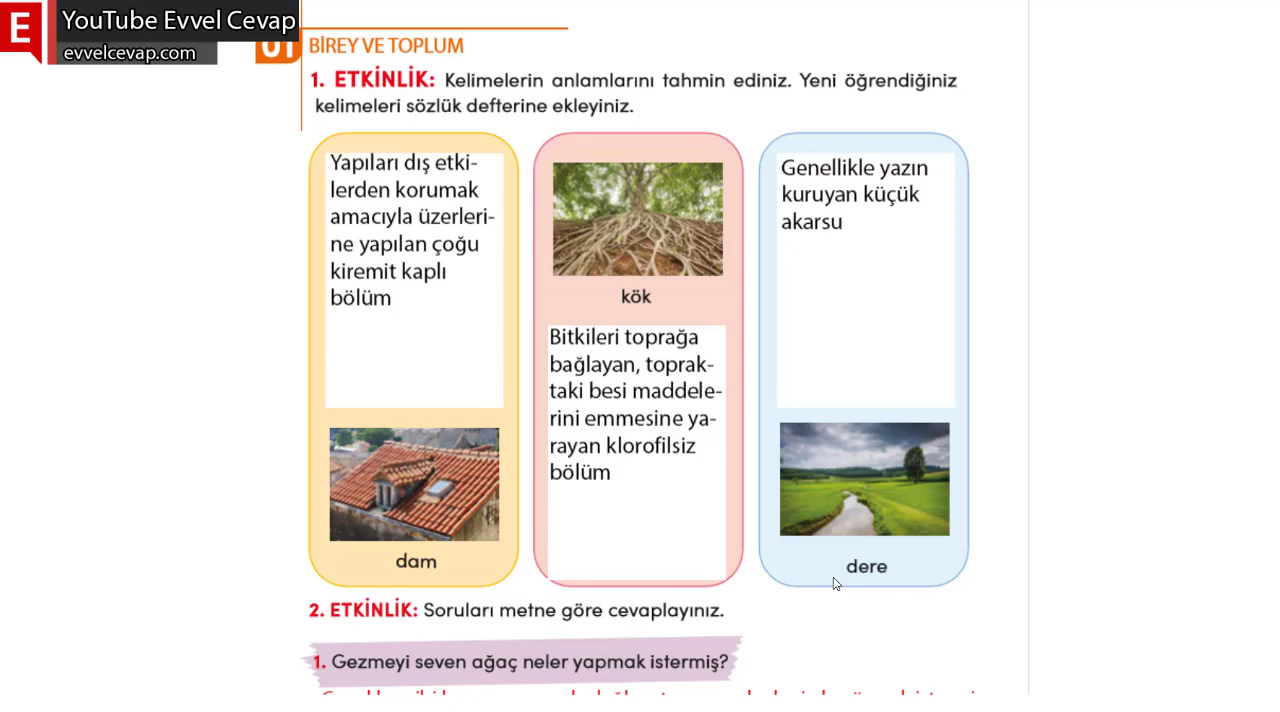 E
YouTube Evvel Cevap
evvelcevap.com
01
BİREY VE TOPLUM
1. ETKİNLİK: Kelimelerin anlamlarını tahmin ediniz. Yeni öğrendiğiniz
kelimeleri sözlük defterine ekleyiniz.
Yapıları dış etki-
lerden korumak
amacıyla üzerleri-
ne yapılan çoğu
kiremit kaplı
bölüm
dam
kök
Bitkileri toprağa
bağlayan, toprak-
taki besi maddele-
rini emmesine ya-
rayan klorofilsiz
bölüm
Genellikle yazın
kuruyan küçük
akarsu
dere
2. ETKİNLİK: Soruları metne göre cevaplayınız.
1. Gezmeyi seven ağaç neler yapmak istermiş?